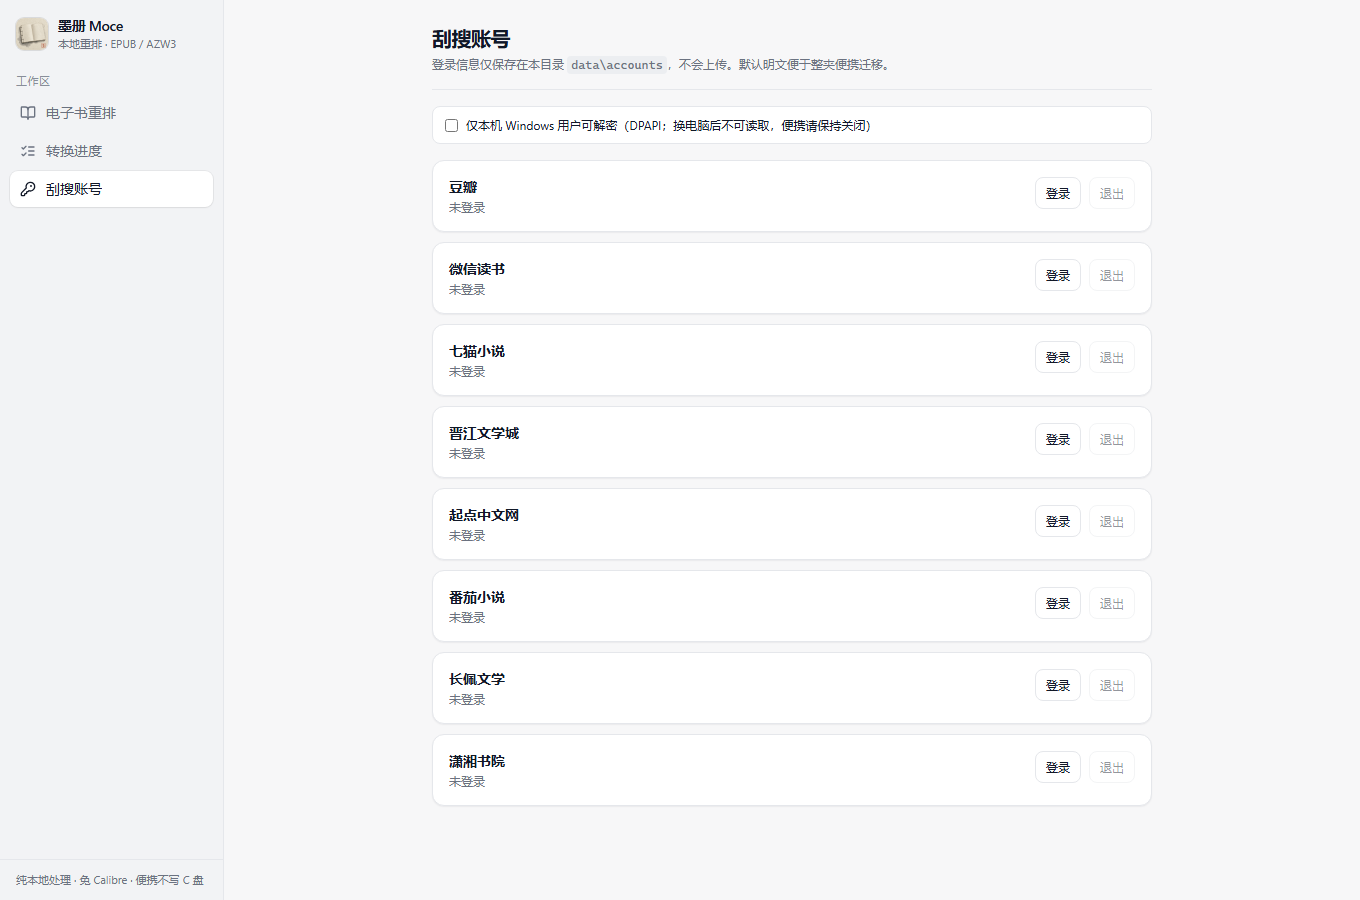 墨册 Moce
本地重排 · EPUB / AZW3
工作区
电子书重排
转换进度
刮搜账号
刮搜账号
登录信息仅保存在本目录 data\accounts，不会上传。默认明文便于整夹便携迁移。
仅本机 Windows 用户可解密（DPAPI；换电脑后不可读取，便携请保持关闭）
豆瓣
未登录
登录 退出
微信读书
未登录
登录 退出
七猫小说
未登录
登录 退出
晋江文学城
未登录
登录 退出
起点中文网
未登录
登录 退出
番茄小说
未登录
登录 退出
长佩文学
未登录
登录 退出
潇湘书院
未登录
登录 退出
纯本地处理 · 免 Calibre · 便携不写 C 盘